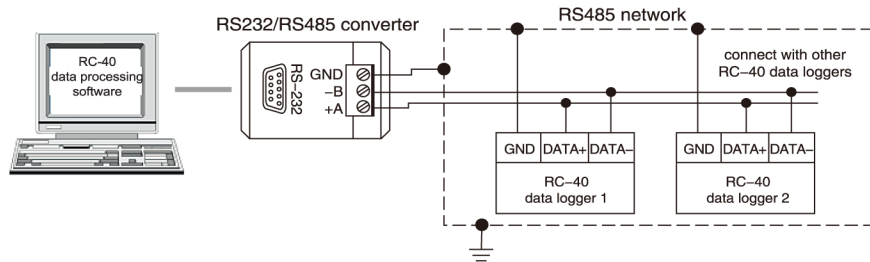 RS232/RS485 converter
RS485 network
RC-40
data processing
software
RS-232
GND
-B
+A
connect with other
RC-40 data loggers
GND DATA+ DATA-
RC-40
data logger 1
GND DATA+ DATA-
RC-40
data logger 2